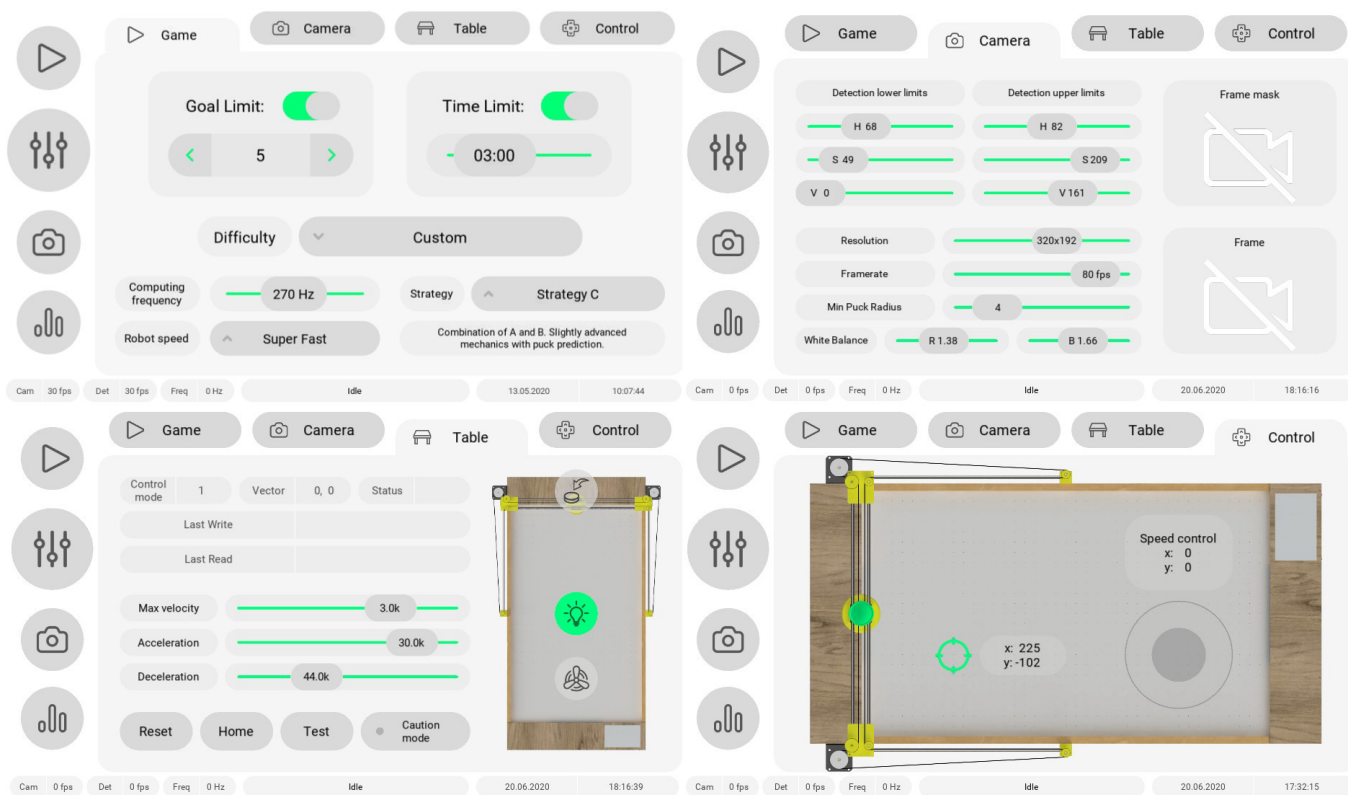 Game
Camera
Table
Control
Goal Limit:
Time Limit:
5
03:00
Difficulty
Custom
Computing
frequency
270 Hz
Strategy
Strategy C
Robot speed
Super Fast
Combination of A and B. Slightly advanced
mechanics with puck prediction.
Cam 30 fps Det 30 fps Freq 0 Hz Idle 13.05.2020 10:07:44
Game
Camera
Table
Control
Detection lower limits
Detection upper limits
Frame mask
H 68
H 82
S 49
S 209
V 0
V 161
Resolution
320x192
Frame
Framerate
80 fps
Min Puck Radius
4
White Balance
R 1.38
B 1.66
Cam 0 fps Det 0 fps Freq 0 Hz Idle 20.06.2020 18:16:16
Game
Camera
Table
Control
Control
mode
1
Vector
0, 0
Status
Last Write
Last Read
Max velocity
3.0k
Acceleration
30.0k
Deceleration
44.0k
Reset
Home
Test
Caution
mode
Cam 0 fps Det 0 fps Freq 0 Hz Idle 20.06.2020 18:16:39
Game
Camera
Table
Control
Speed control
x: 0
y: 0
x: 225
y: -102
Cam 0 fps Det 0 fps Freq 0 Hz Idle 20.06.2020 17:32:15